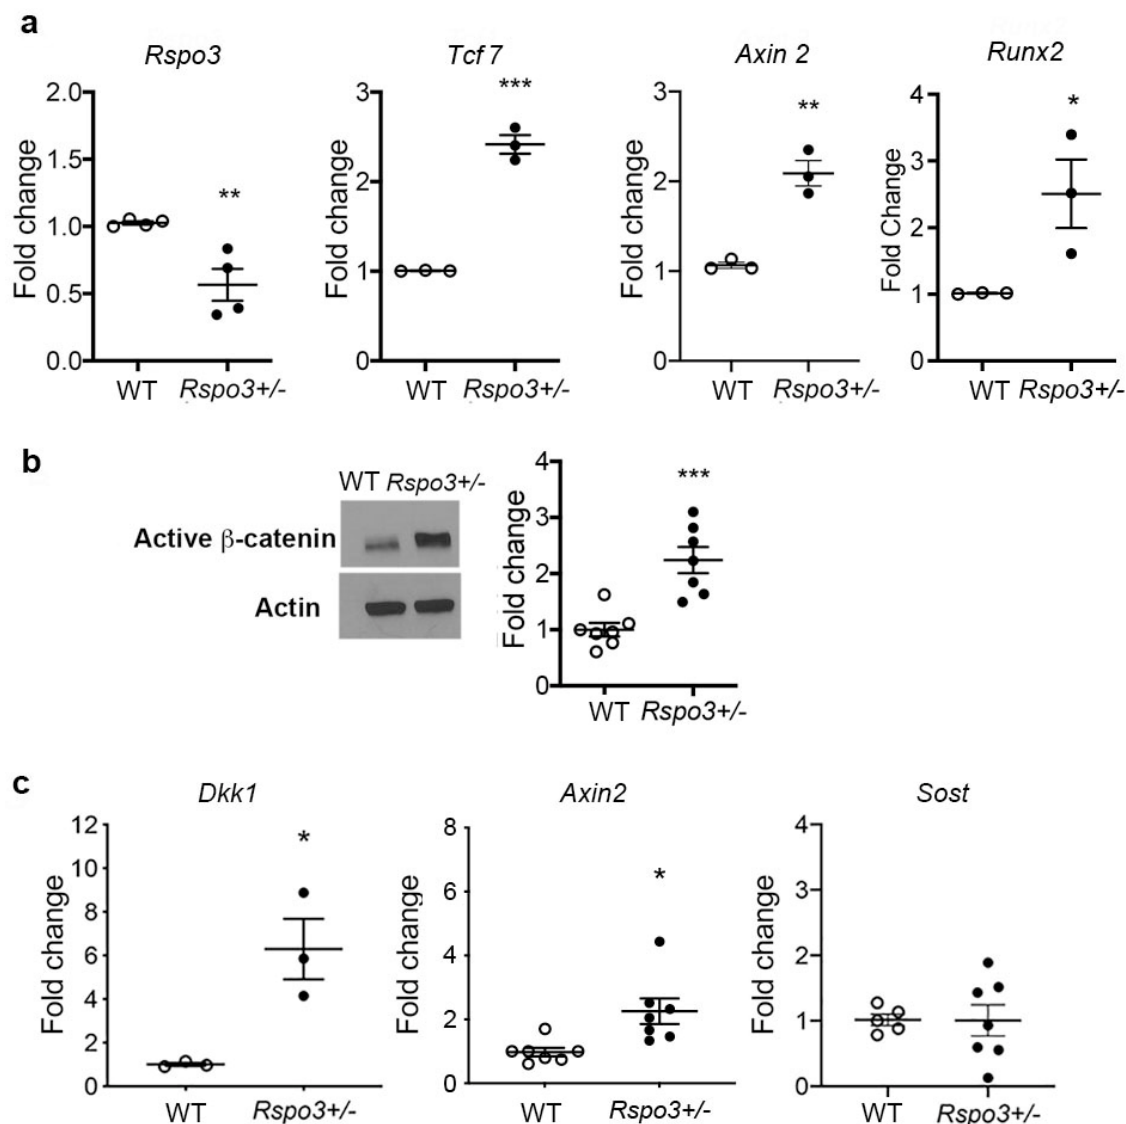 a
Rspo3
Tcf 7
Axin 2
Runx2
2.0
1.5
1.0
0.5
0.0
Fold change
**
WT
Rspo3+/-
3
2
1
0
Fold change
***
WT
Rspo3+/-
3
2
1
0
Fold change
**
WT
Rspo3+/-
4
3
2
1
0
Fold Change
*
WT
Rspo3+/-
b
WT Rspo3+/-
Active β-catenin
Actin
4
3
2
1
0
Fold change
***
WT
Rspo3+/-
c
Dkk1
Axin2
Sost
12
10
8
6
4
2
0
Fold change
*
WT
Rspo3+/-
8
6
4
2
0
Fold change
*
WT
Rspo3+/-
4
3
2
1
0
Fold change
WT
Rspo3+/-